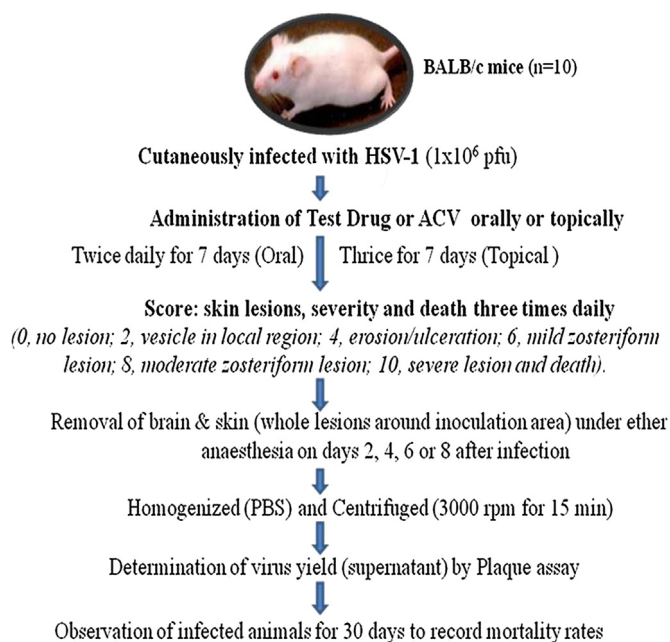 BALB/c mice (n=10)
Cutaneously infected with HSV-1 (1x10⁶ pfu)
Administration of Test Drug or ACV orally or topically
Twice daily for 7 days (Oral) Thrice for 7 days (Topical )
Score: skin lesions, severity and death three times daily
(0, no lesion; 2, vesicle in local region; 4, erosion/ulceration; 6, mild zosteriform
lesion; 8, moderate zosteriform lesion; 10, severe lesion and death).
Removal of brain & skin (whole lesions around inoculation area) under ether
anaesthesia on days 2, 4, 6 or 8 after infection
Homogenized (PBS) and Centrifuged (3000 rpm for 15 min)
Determination of virus yield (supernatant) by Plaque assay
Observation of infected animals for 30 days to record mortality rates